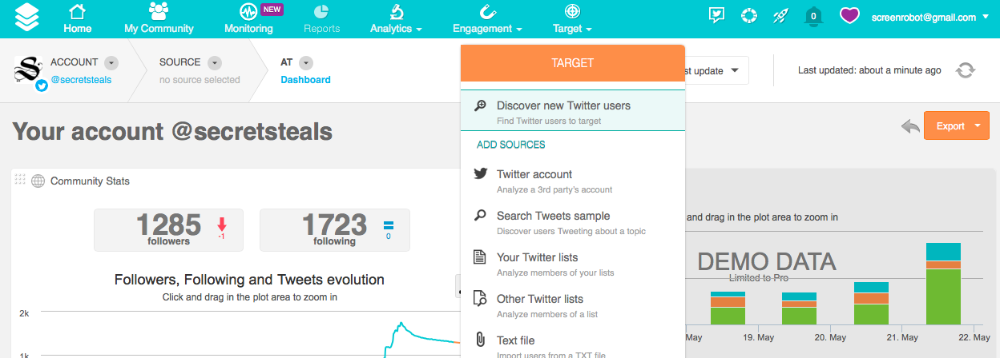 Home
My Community
Monitoring
NEW
Reports
Analytics
Engagement
Target
0
screenrobot@gmail.com
ACCOUNT
@secretsteals
SOURCE
no source selected
AT
Dashboard
TARGET
update
Last updated: about a minute ago
Discover new Twitter users
Find Twitter users to target
ADD SOURCES
Twitter account
Analyze a 3rd party's account
Search Tweets sample
Discover users Tweeting about a topic
Your Twitter lists
Analyze members of your lists
Other Twitter lists
Analyze members of a list
Text file
Import users from a TXT file
Your account @secretsteals
Export
Community Stats
1285
followers
-1
1723
following
0
Followers, Following and Tweets evolution
Click and drag in the plot area to zoom in
2k
1k
and drag in the plot area to zoom in
DEMO DATA
Limited to Pro
May
19. May
20. May
21. May
22. May